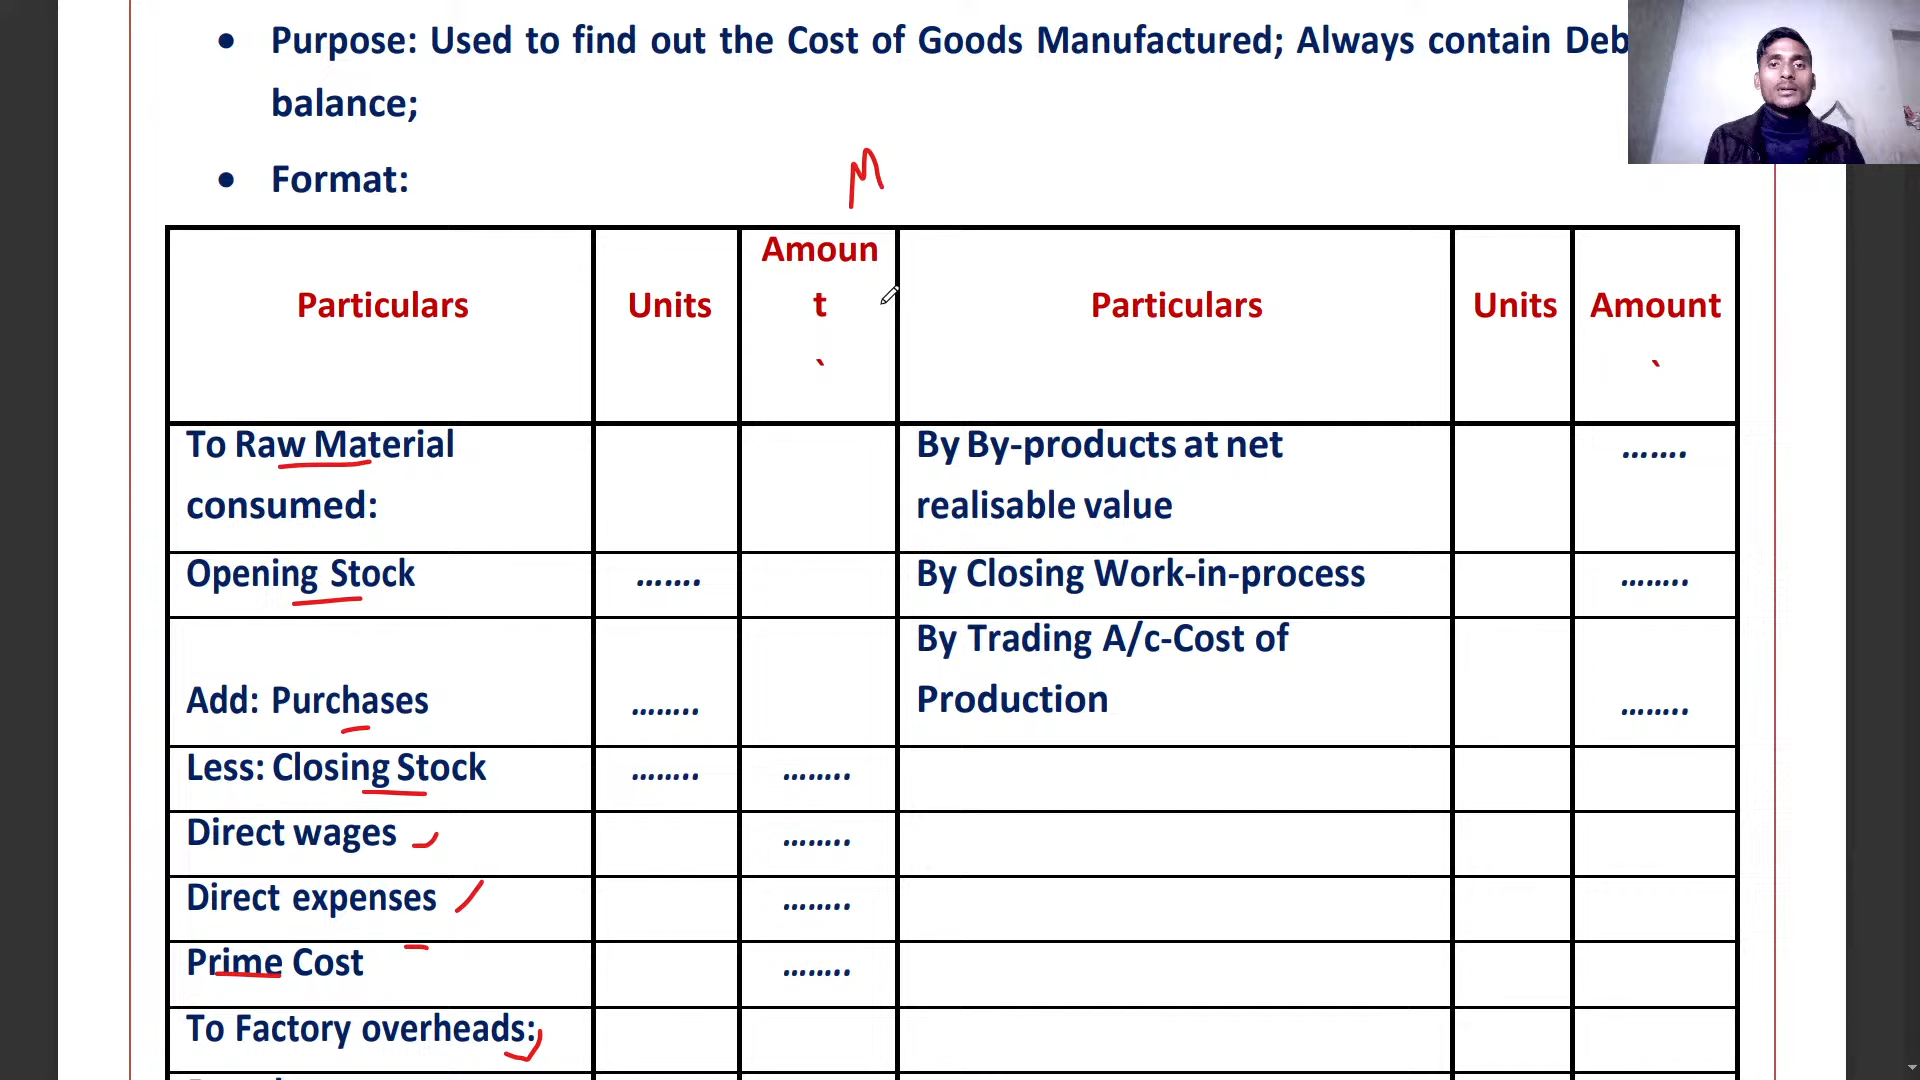 • Purpose: Used to find out the Cost of Goods Manufactured; Always contain Deb
balance;
• Format:
M
Particulars Units Amoun
t
` Particulars Units Amount
`
To Raw Material
consumed: By By-products at net
realisable value …….
Opening Stock ……. By Closing Work-in-process ……..
Add: Purchases …….. By Trading A/c-Cost of
Production ……..
Less: Closing Stock …….. ……..
Direct wages ……..
Direct expenses ……..
Prime Cost ……..
To Factory overheads: